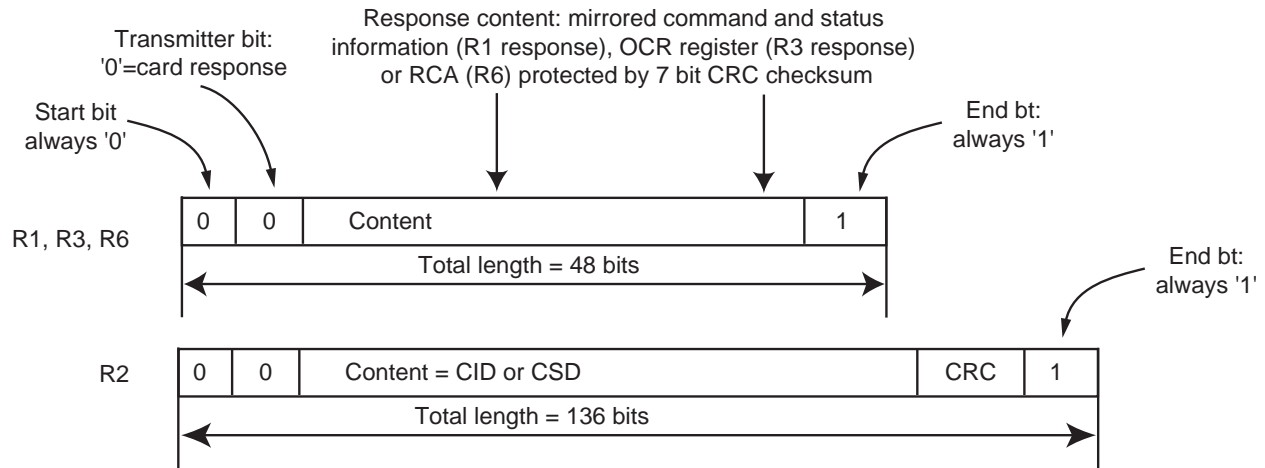 Response content: mirrored command and status
information (R1 response), OCR register (R3 response)
or RCA (R6) protected by 7 bit CRC checksum
Transmitter bit:
'0'=card response
Start bit
always '0'
End bt:
always '1'
R1, R3, R6
0 0 Content 1
Total length = 48 bits
End bt:
always '1'
R2
0 0 Content = CID or CSD CRC 1
Total length = 136 bits